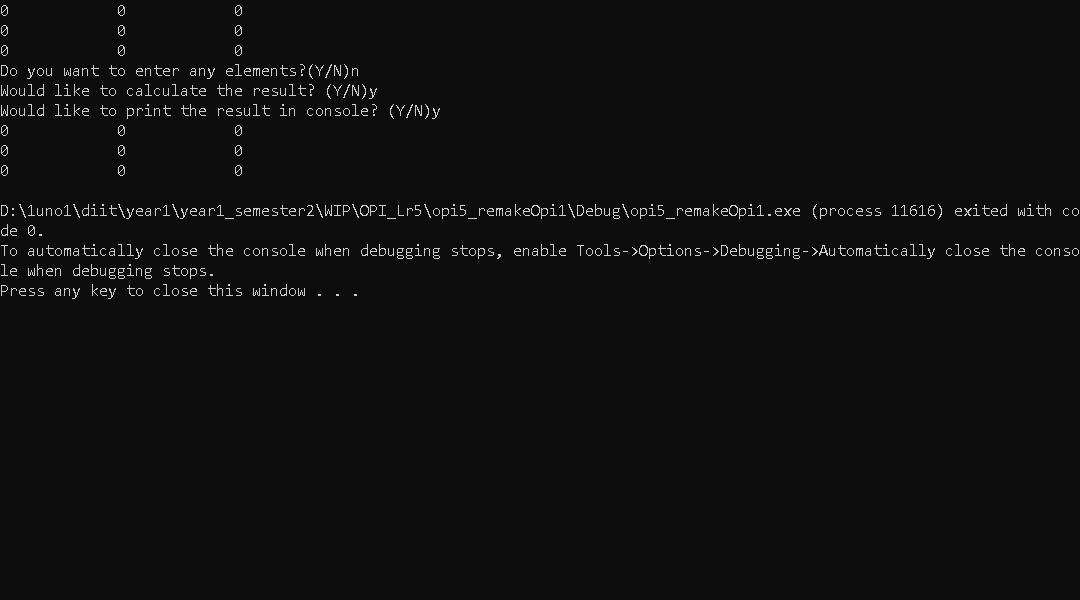 0 0 0
0 0 0
0 0 0
Do you want to enter any elements?(Y/N)n
Would like to calculate the result? (Y/N)y
Would like to print the result in console? (Y/N)y
0 0 0
0 0 0
0 0 0
D:\1uno1\diit\year1\year1_semester2\WIP\OPI_Lr5\opi5_remakeOpi1\Debug\opi5_remakeOpi1.exe (process 11616) exited with co
de 0.
To automatically close the console when debugging stops, enable Tools->Options->Debugging->Automatically close the conso
le when debugging stops.
Press any key to close this window . . .